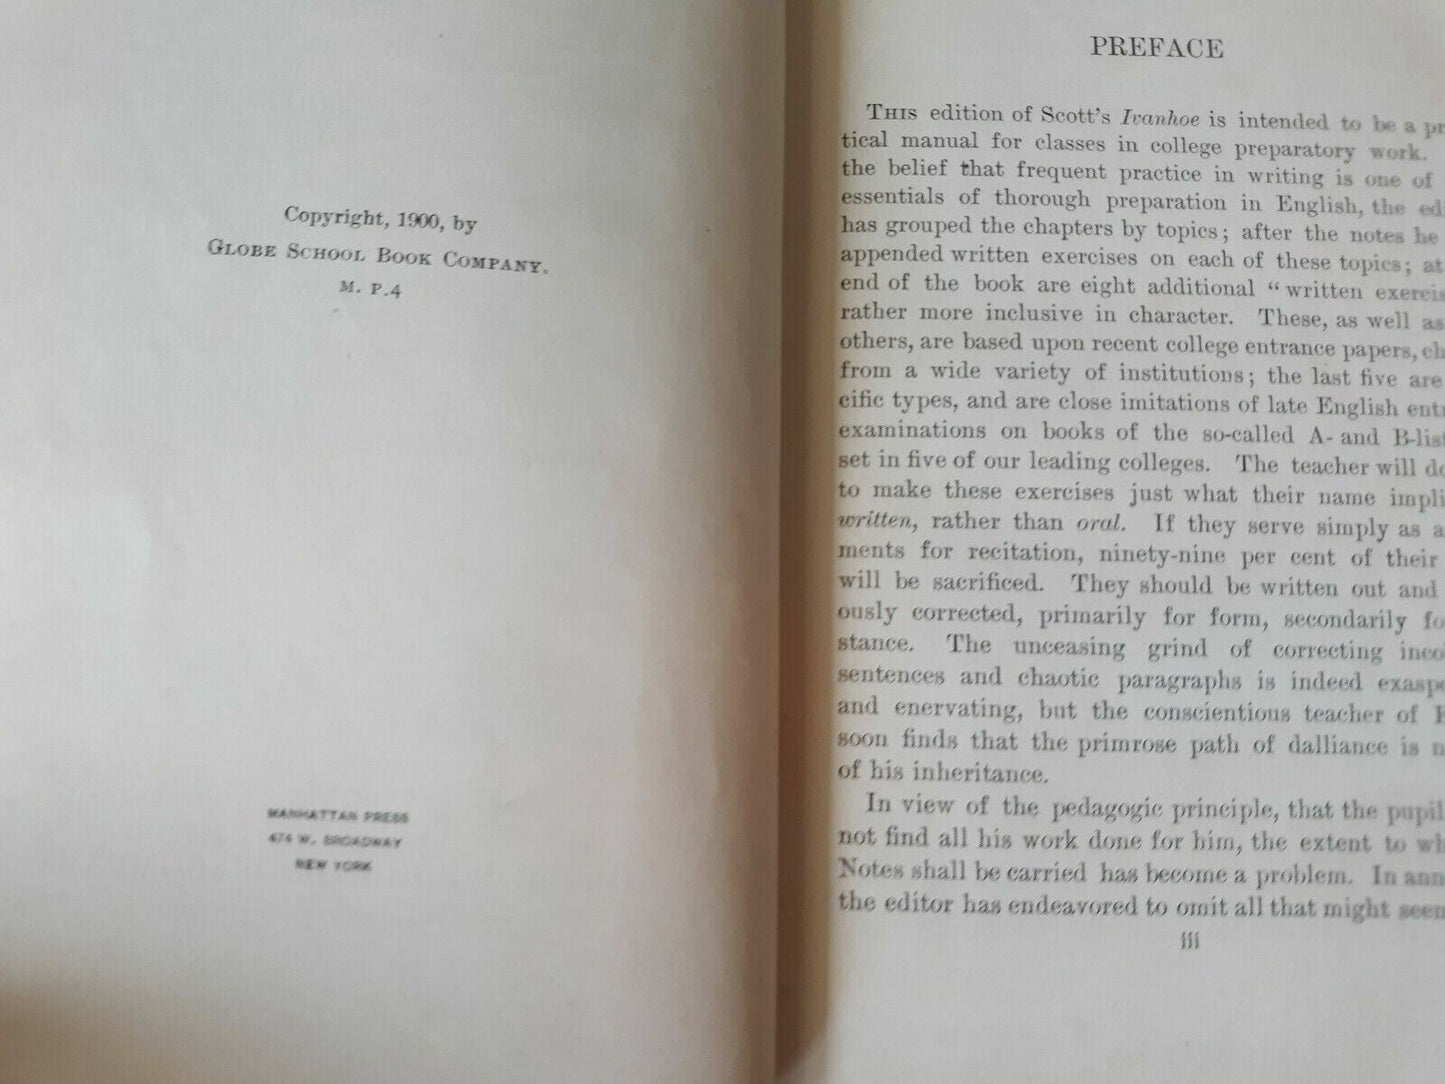 Copyright, 1900, by
GLOBE SCHOOL BOOK COMPANY.
M. P.4
MANHATTAN PRESS
474 W. BROADWAY
NEW YORK
PREFACE
THIS edition of Scott's Ivanhoe is intended to be a pr
tical manual for classes in college preparatory work.
the belief that frequent practice in writing is one of
essentials of thorough preparation in English, the ed
has grouped the chapters by topics; after the notes he
appended written exercises on each of these topics; at
end of the book are eight additional "written exercis
rather more inclusive in character. These, as well as
others, are based upon recent college entrance papers, ch
from a wide variety of institutions; the last five are
cific types, and are close imitations of late English ent
examinations on books of the so-called A- and B-lis
set in five of our leading colleges. The teacher will do
to make these exercises just what their name impli
written, rather than oral. If they serve simply as a
ments for recitation, ninety-nine per cent of their
will be sacrificed. They should be written out and
ously corrected, primarily for form, secondarily fo
stance. The unceasing grind of correcting inco
sentences and chaotic paragraphs is indeed exaspe
and enervating, but the conscientious teacher of E
soon finds that the primrose path of dalliance is n
of his inheritance.
In view of the pedagogic principle, that the pupil
not find all his work done for him, the extent to wh
Notes shall be carried has become a problem. In ann
the editor has endeavored to omit all that might seem
iii